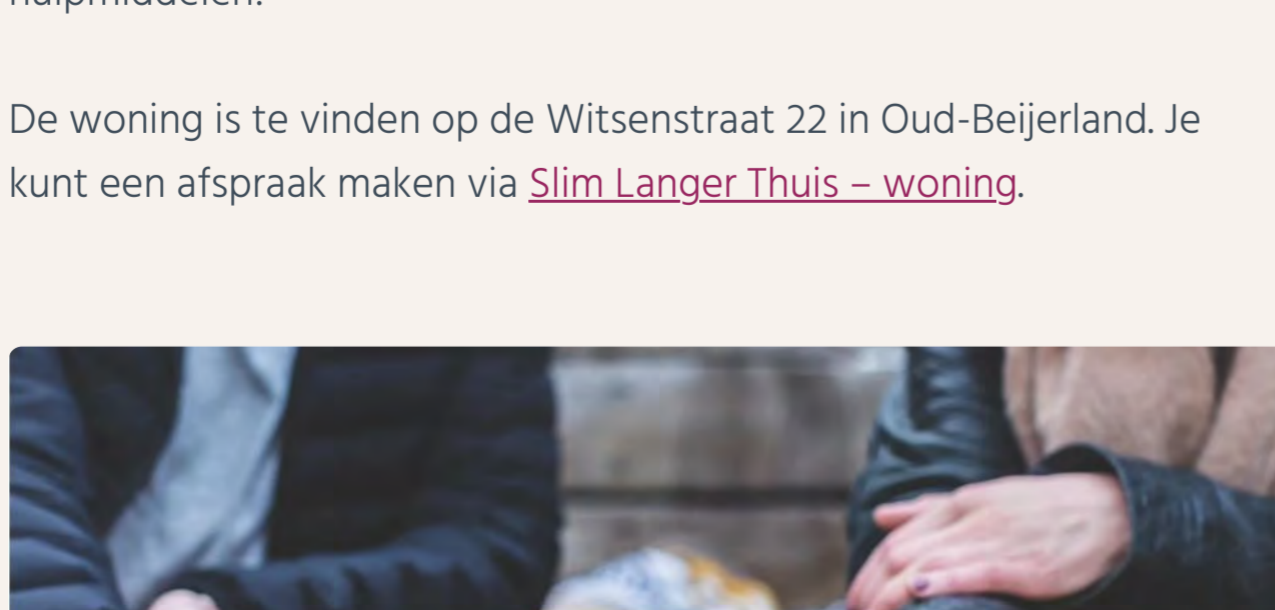 hulpmiddelen.
De woning is te vinden op de Witsenstraat 22 in Oud-Beijerland. Je
kunt een afspraak maken via Slim Langer Thuis – woning.